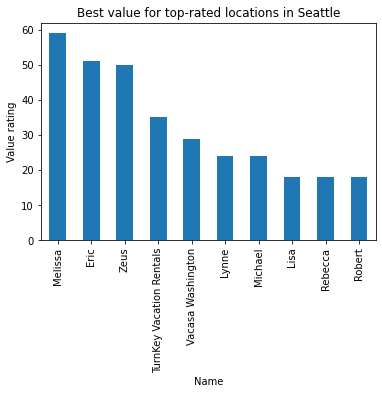 Best value for top-rated locations in Seattle
Value rating
60
50
40
30
20
10
0
Melissa
Eric
Zeus
TurnKey Vacation Rentals
Vacasa Washington
Lynne
Michael
Lisa
Rebecca
Robert
Name